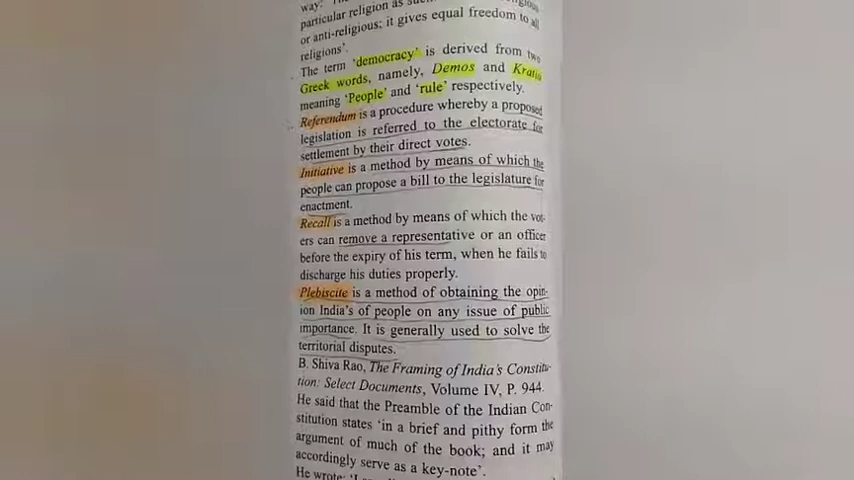 way: The
particular religion as such
or anti-religious; it gives equal freedom to all
religions'.
The term 'democracy' is derived from two
Greek words, namely, Demos and Kratia
meaning 'People' and 'rule' respectively.
Referendum is a procedure whereby a proposed
legislation is referred to the electorate for
settlement by their direct votes.
Initiative is a method by means of which the
people can propose a bill to the legislature for
enactment.
Recall is a method by means of which the vot-
ers can remove a representative or an officer
before the expiry of his term, when he fails to
discharge his duties properly.
Plebiscite is a method of obtaining the opin-
ion India's of people on any issue of public
importance. It is generally used to solve the
territorial disputes.
B. Shiva Rao, The Framing of India's Constitu-
tion: Select Documents, Volume IV, P. 944.
He said that the Preamble of the Indian Con-
stitution states 'in a brief and pithy form the
argument of much of the book; and it may
accordingly serve as a key-note'.
He wrote: